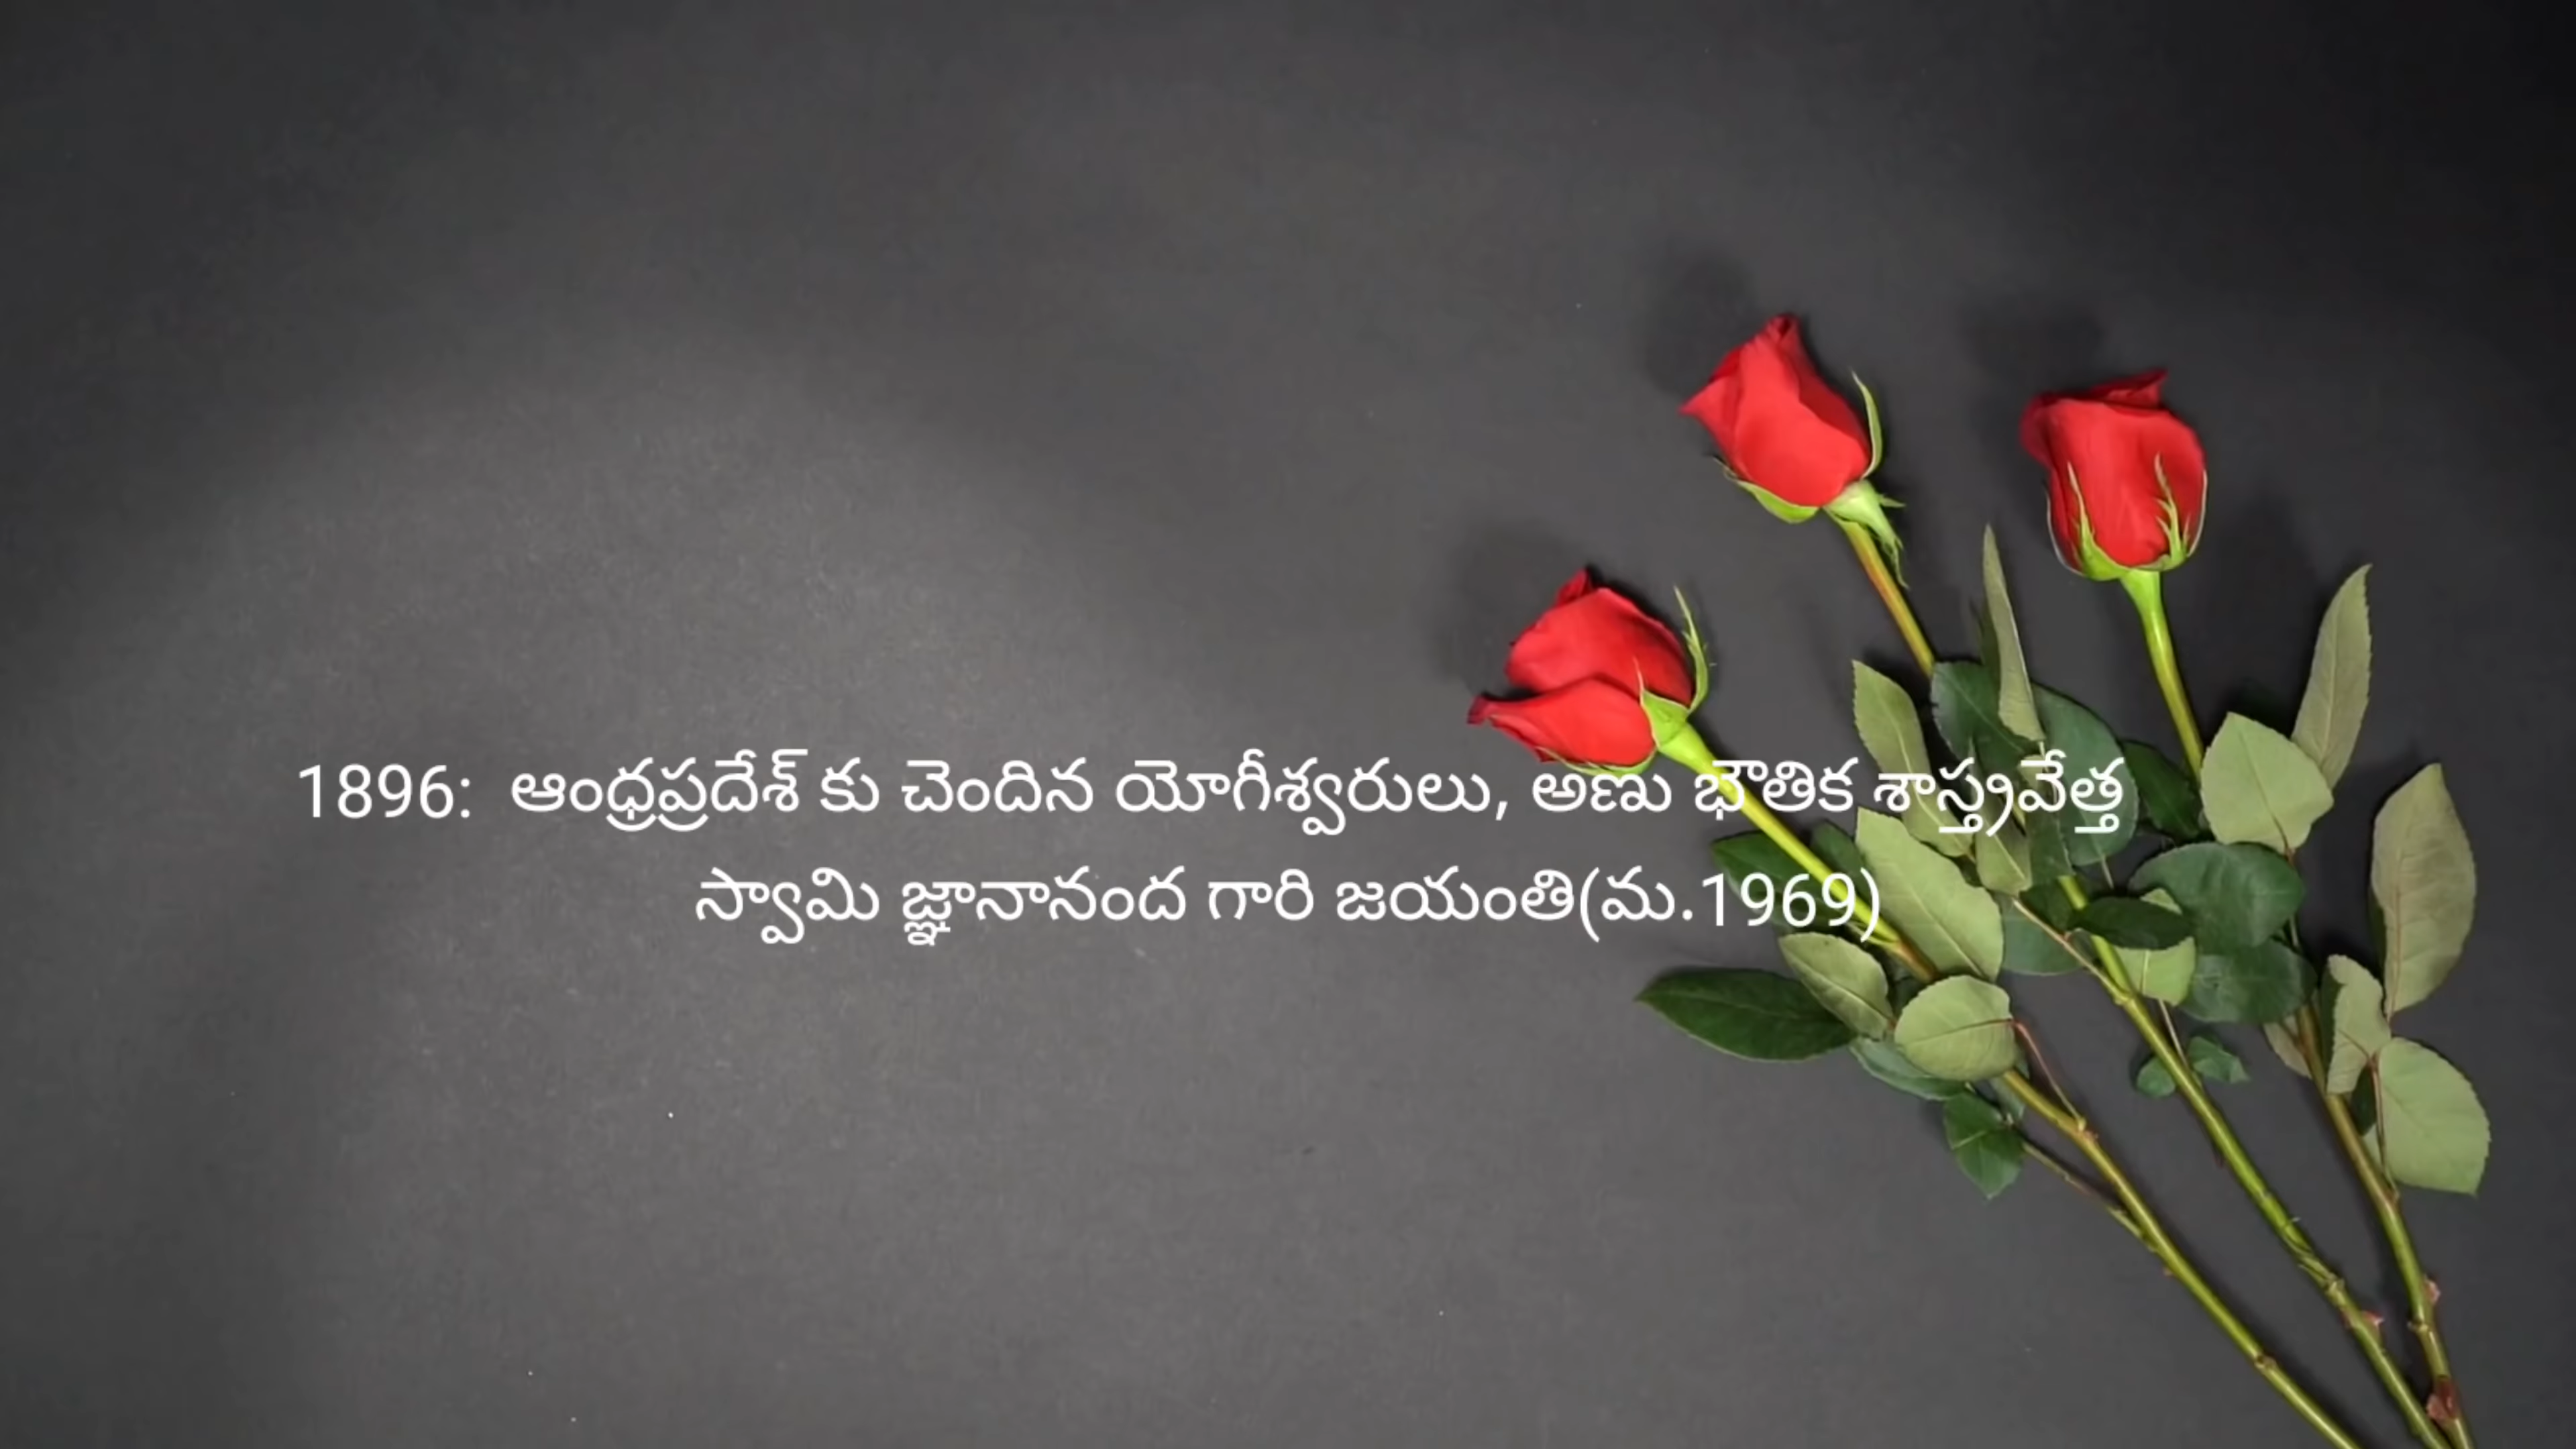 1896: ఆంధ్రప్రదేశ్ కు చెందిన యోగీశ్వరులు, అణు భౌతిక శాస్త్రవేత్త
స్వామి జ్ఞానానంద గారి జయంతి(మ.1969)